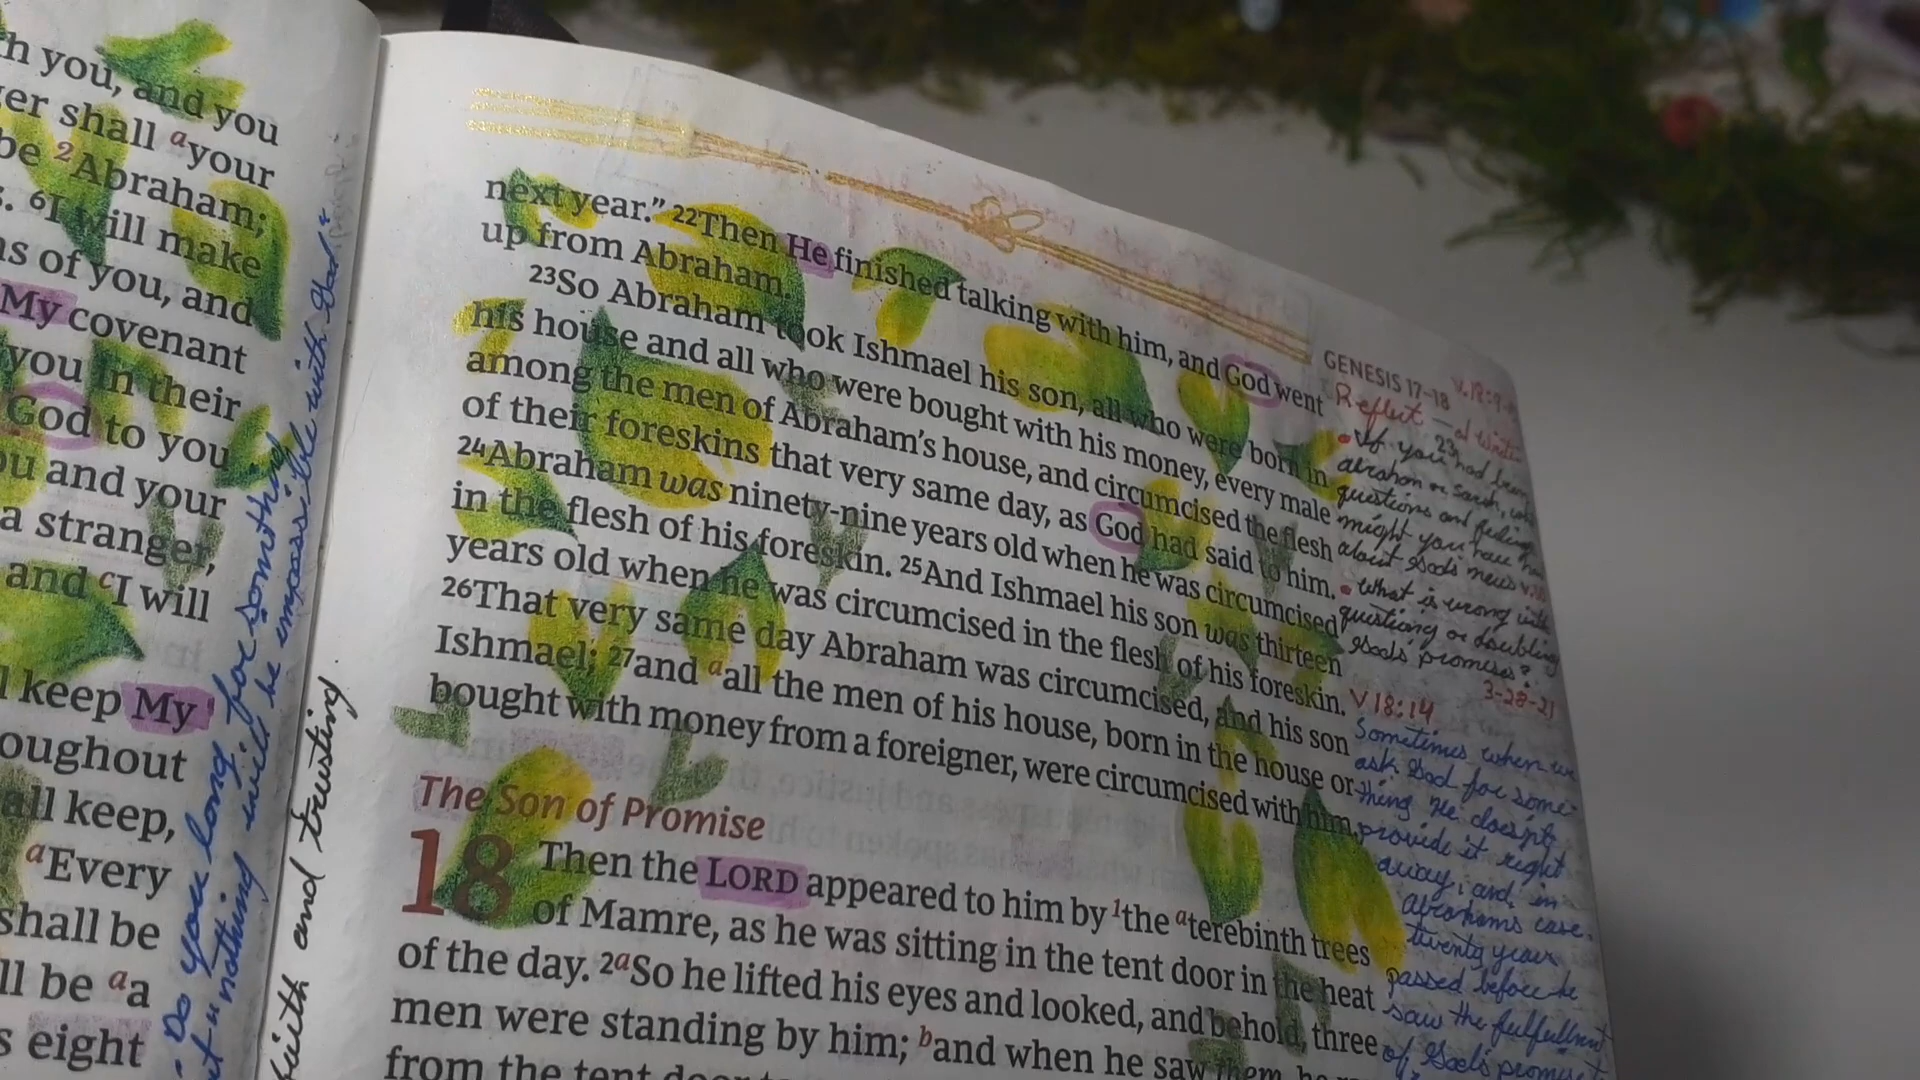 h you, and you
er shall ªyour
be ²Abraham;
s. ⁶I will make
ns of you, and
My covenant
you in their
God to you
ou and your
a stranger,
and ᶜI will
l keep My
oughout
all keep,
ªEvery
shall be
ll be ªa
s eight
Do you long for something
but nothing will be impossible with God"
faith and trusting.
next year." ²²Then He finished talking with him, and God went
up from Abraham.
²³So Abraham took Ishmael his son, all who were born in
his house and all who were bought with his money, every male
among the men of Abraham's house, and circumcised the flesh
of their foreskins that very same day, as God had said to him.
²⁴Abraham was ninety-nine years old when he was circumcised
in the flesh of his foreskin. ²⁵And Ishmael his son was thirteen
years old when he was circumcised in the flesh of his foreskin.
²⁶That very same day Abraham was circumcised, and his son
Ishmael; ²⁷and ªall the men of his house, born in the house or
bought with money from a foreigner, were circumcised with him.
The Son of Promise
18 Then the LORD appeared to him by ¹the ªterebinth trees
of Mamre, as he was sitting in the tent door in the heat
of the day. ²ªSo he lifted his eyes and looked, and behold, three
men were standing by him; ᵇand when he saw them, he
from the tent door
GENESIS 17-18
Reflect
If you had been
abraham or sarah,
questions and feeling
might you have had
about God's news
What is wrong with
questiong or doubting
God's promises?
3-28-21
V 18:14
Sometimes when we
ask God for some-
thing He doesn't
provide it right
away; and, in
Abrahams case.
twenty years
passed before he
saw the fulfullment
of God's promise